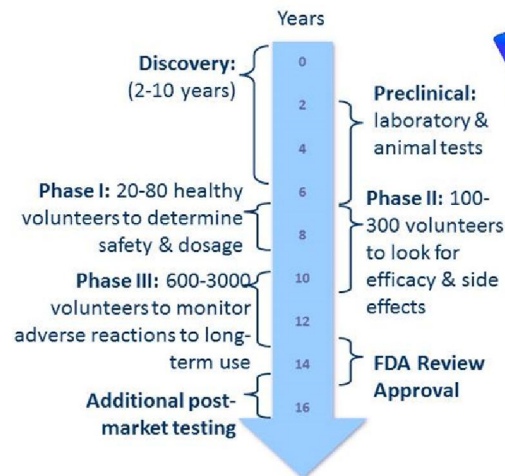 Years
Discovery:
(2-10 years)
0
2
4
6
8
10
12
14
16
Preclinical:
laboratory &
animal tests
Phase I: 20-80 healthy
volunteers to determine
safety & dosage
Phase II: 100-
300 volunteers
to look for
efficacy & side
effects
Phase III: 600-3000
volunteers to monitor
adverse reactions to long-
term use
FDA Review
Approval
Additional post-
market testing